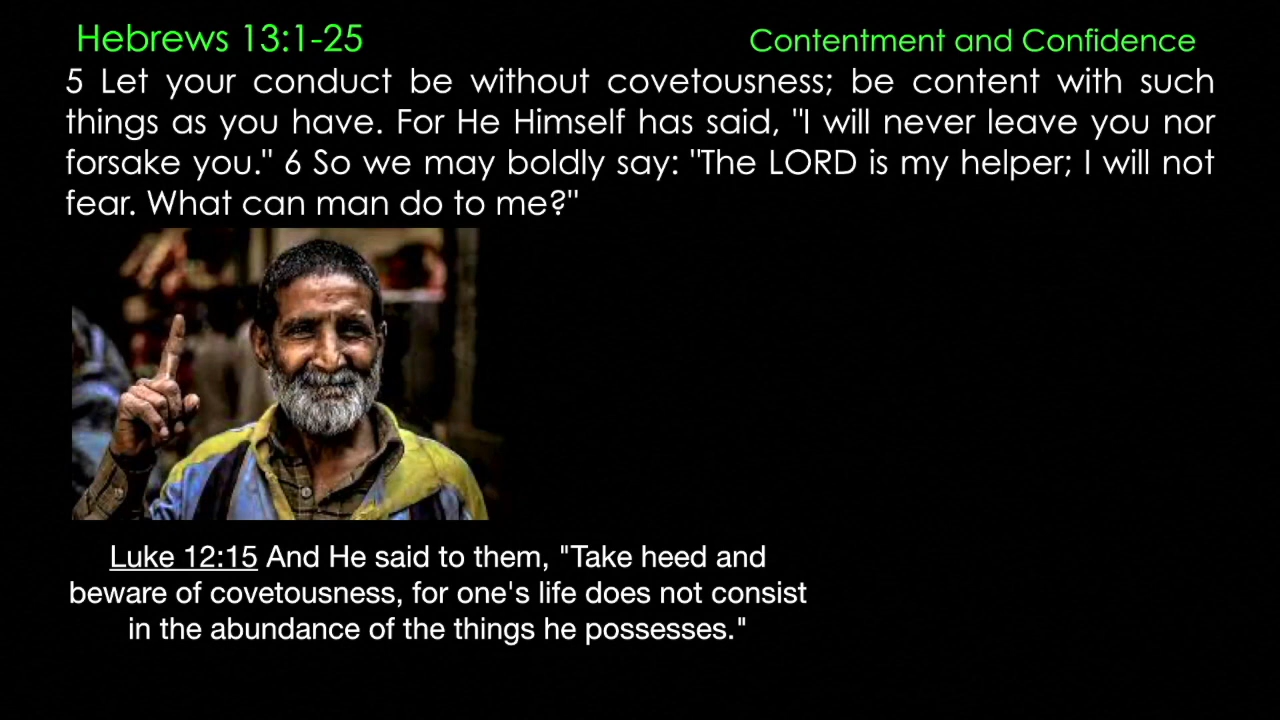 Hebrews 13:1-25
Contentment and Confidence
5 Let your conduct be without covetousness; be content with such
things as you have. For He Himself has said, "I will never leave you nor
forsake you." 6 So we may boldly say: "The LORD is my helper; I will not
fear. What can man do to me?"
Luke 12:15 And He said to them, "Take heed and
beware of covetousness, for one's life does not consist
in the abundance of the things he possesses."